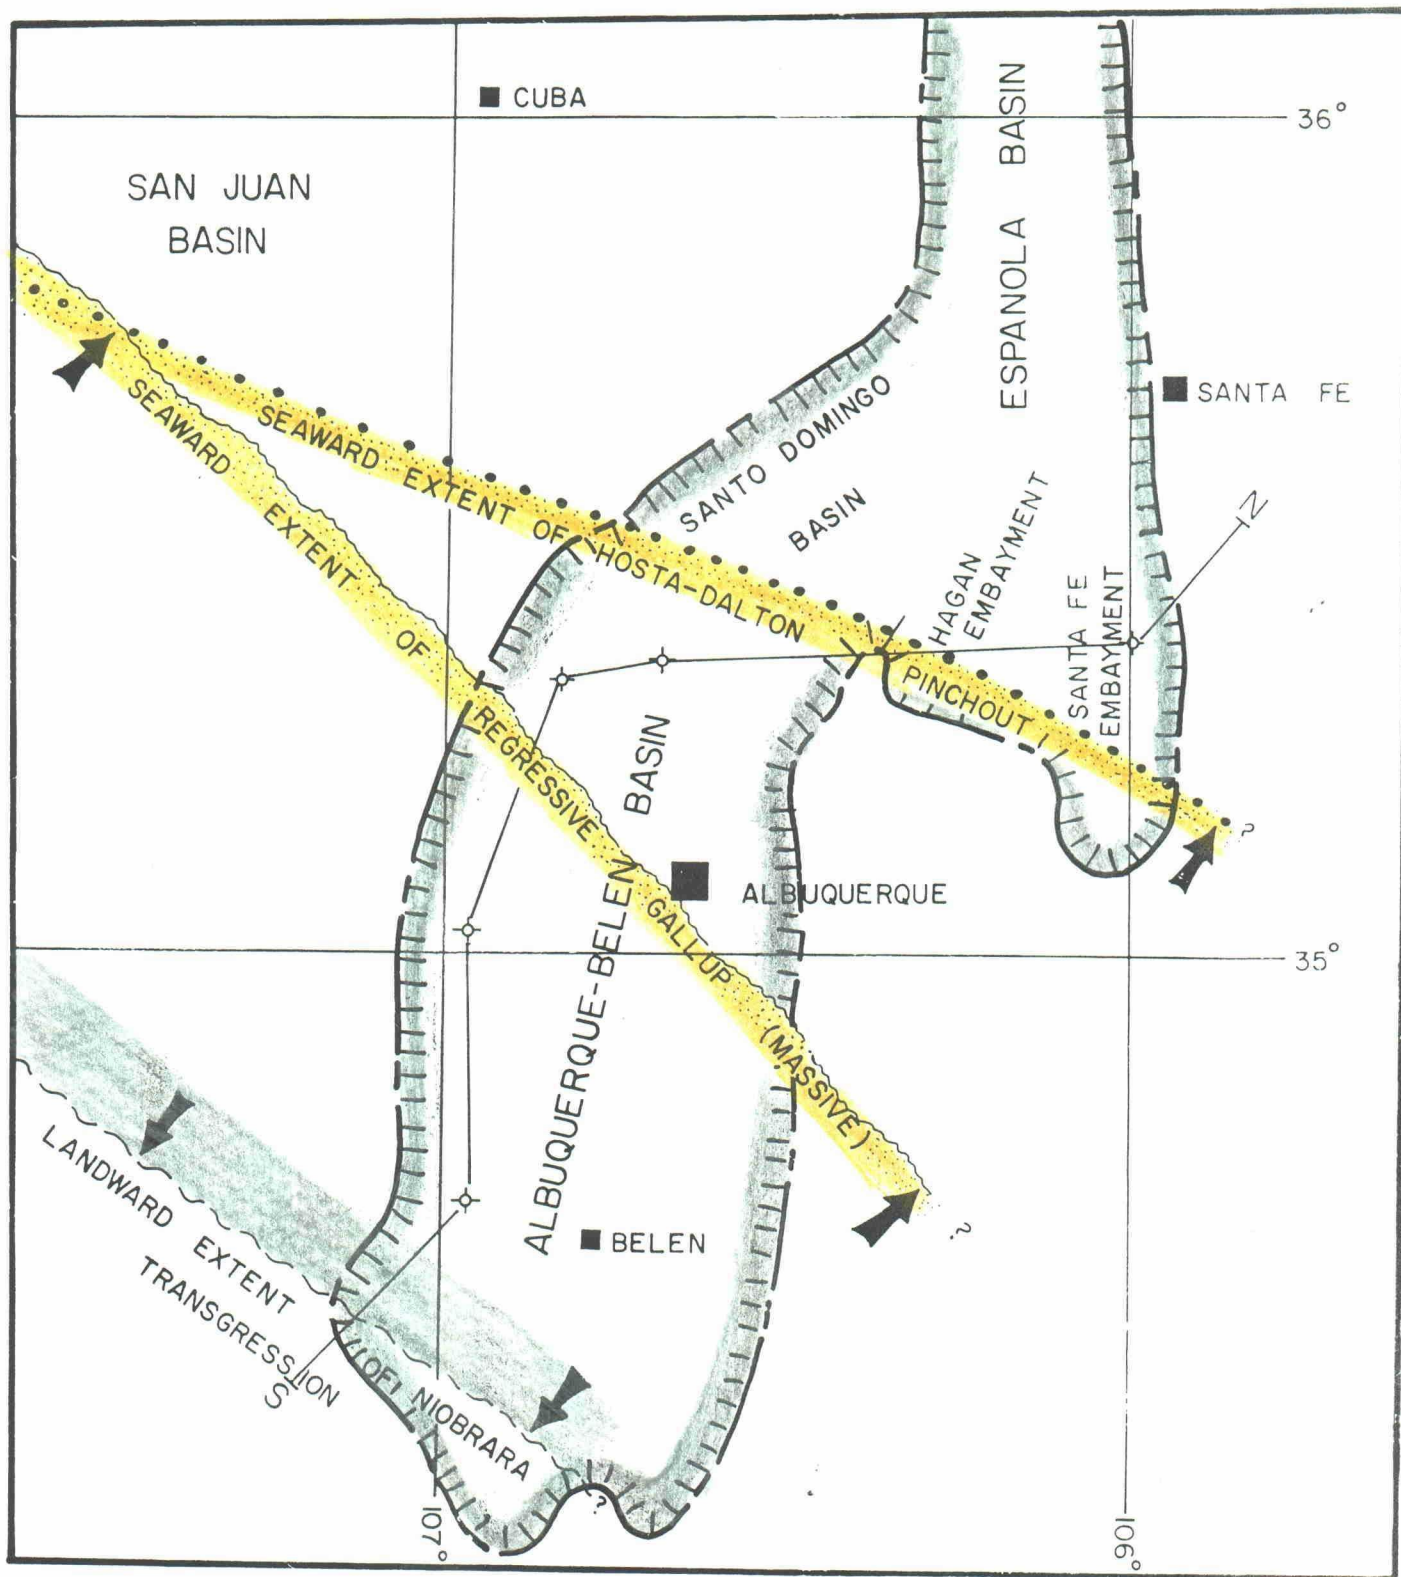 CUBA
36°
SAN JUAN
BASIN
ESPANOLA BASIN
SANTA FE
SEAWARD EXTENT OF HOSTA-DALTON PINCHOUT
SEAWARD EXTENT OF REGRESSIVE GALLUP (MASSIVE)
SANTO DOMINGO
BASIN
HAGAN
EMBAYMENT
N
SANTA FE
EMBAYMENT
?
ALBUQUERQUE-BELEN BASIN
ALBUQUERQUE
35°
?
BELEN
LANDWARD EXTENT OF NIOBRARA
TRANSGRESSION
S
?
107°
106°